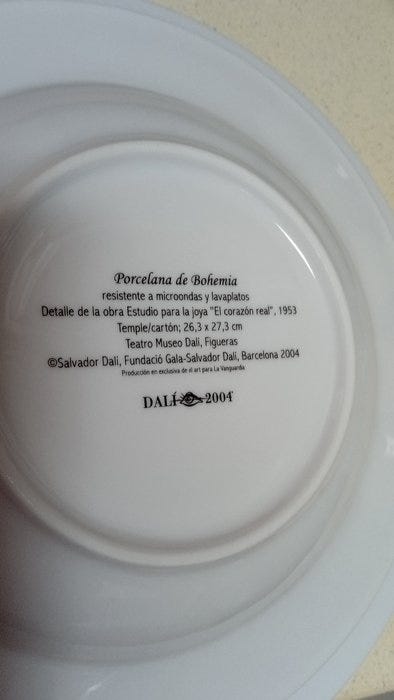 Porcelana de Bohemia
resistente a microondas y lavaplatos
Detalle de la obra Estudio para la joya "El corazón real", 1953
Temple/cartón; 26,3 x 27,3 cm
Teatro Museo Dalí, Figueras
©Salvador Dalí, Fundació Gala-Salvador Dalí, Barcelona 2004
Producción en exclusiva de el art para La Vanguardia
DALÍ 2004